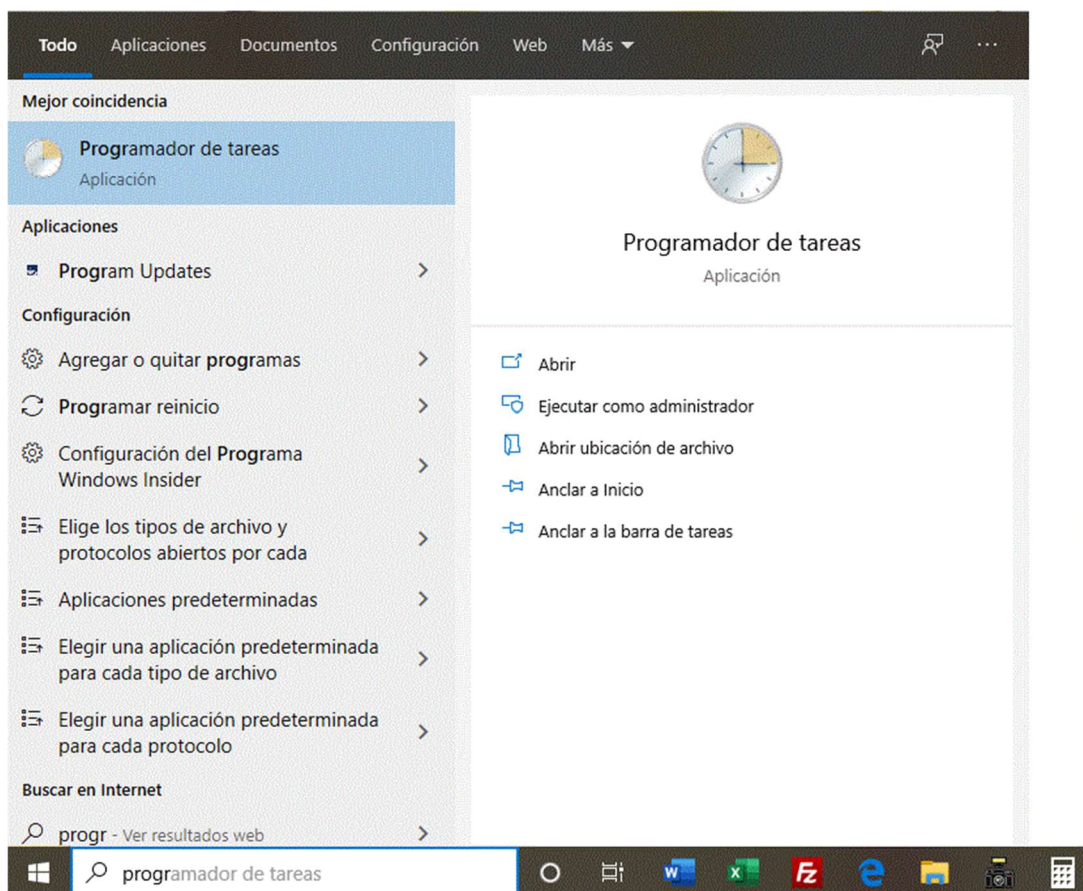 Todo Aplicaciones Documentos Configuración Web Más
Mejor coincidencia
Programador de tareas
Aplicación
Aplicaciones
Program Updates
Configuración
Agregar o quitar programas
Programar reinicio
Configuración del Programa
Windows Insider
Elige los tipos de archivo y
protocolos abiertos por cada
Aplicaciones predeterminadas
Elegir una aplicación predeterminada
para cada tipo de archivo
Elegir una aplicación predeterminada
para cada protocolo
Buscar en Internet
progr - Ver resultados web
Programador de tareas
Aplicación
Abrir
Ejecutar como administrador
Abrir ubicación de archivo
Anclar a Inicio
Anclar a la barra de tareas
programador de tareas